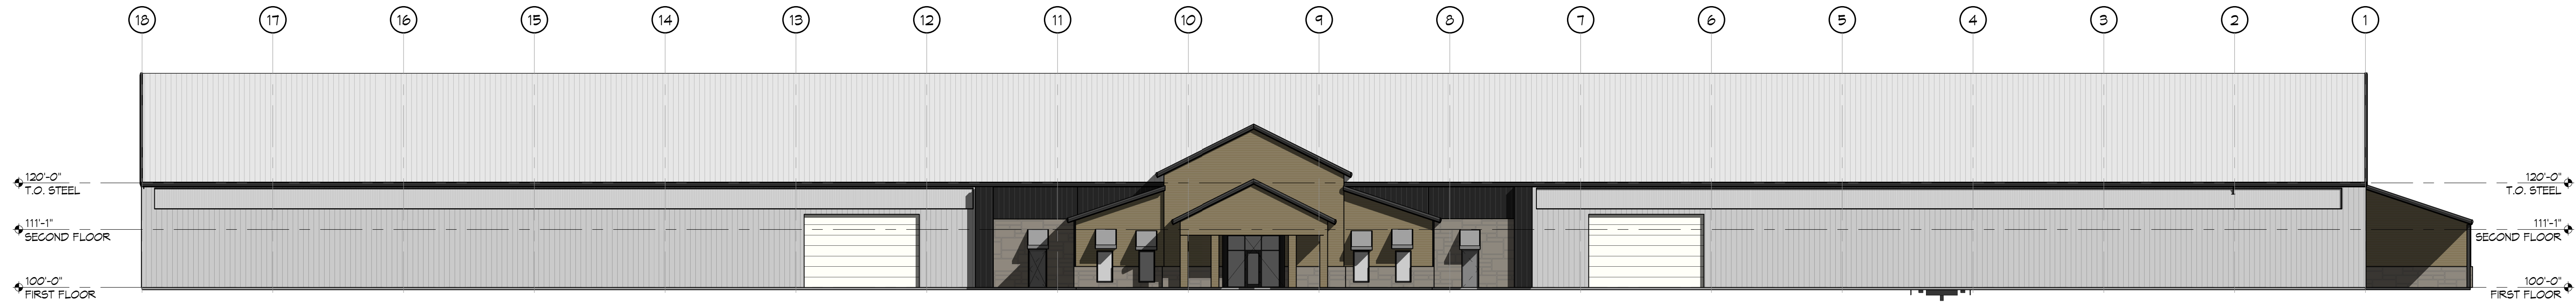 18 17 16 15 14 13 12 11 10 9 8 7 6 5 4 3 2 1
120'-0" 120'-0"
T.O. STEEL T.O. STEEL
111'-1" 111'-1"
SECOND FLOOR SECOND FLOOR
100'-0" 100'-0"
FIRST FLOOR FIRST FLOOR